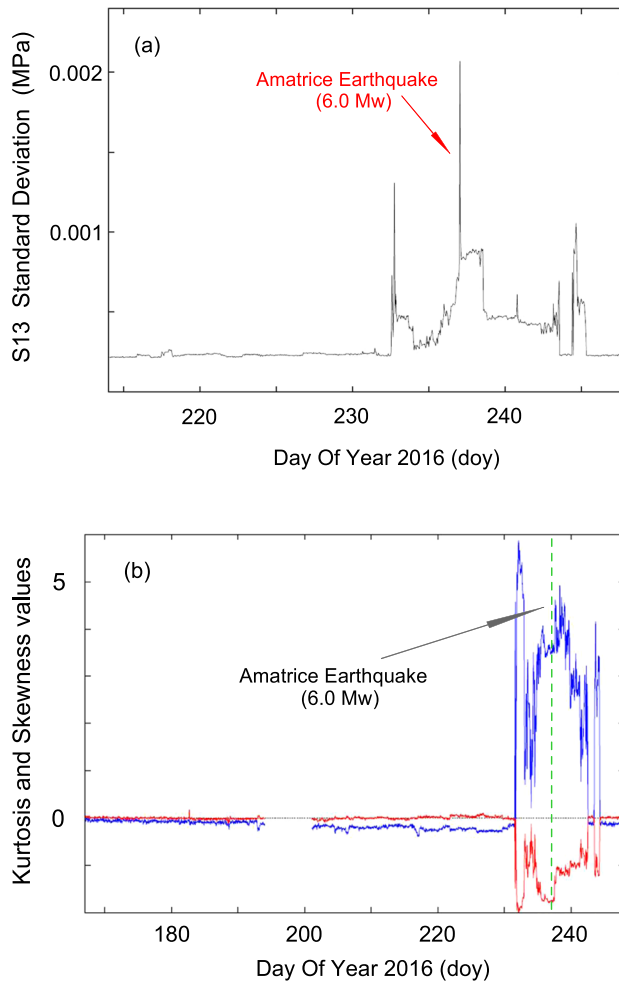 (a)
0.002
Amatrice Earthquake
(6.0 Mw)
0.001
S13 Standard Deviation (MPa)
220
230
240
Day Of Year 2016 (doy)
(b)
5
Amatrice Earthquake
(6.0 Mw)
0
Kurtosis and Skewness values
180
200
220
240
Day Of Year 2016 (doy)